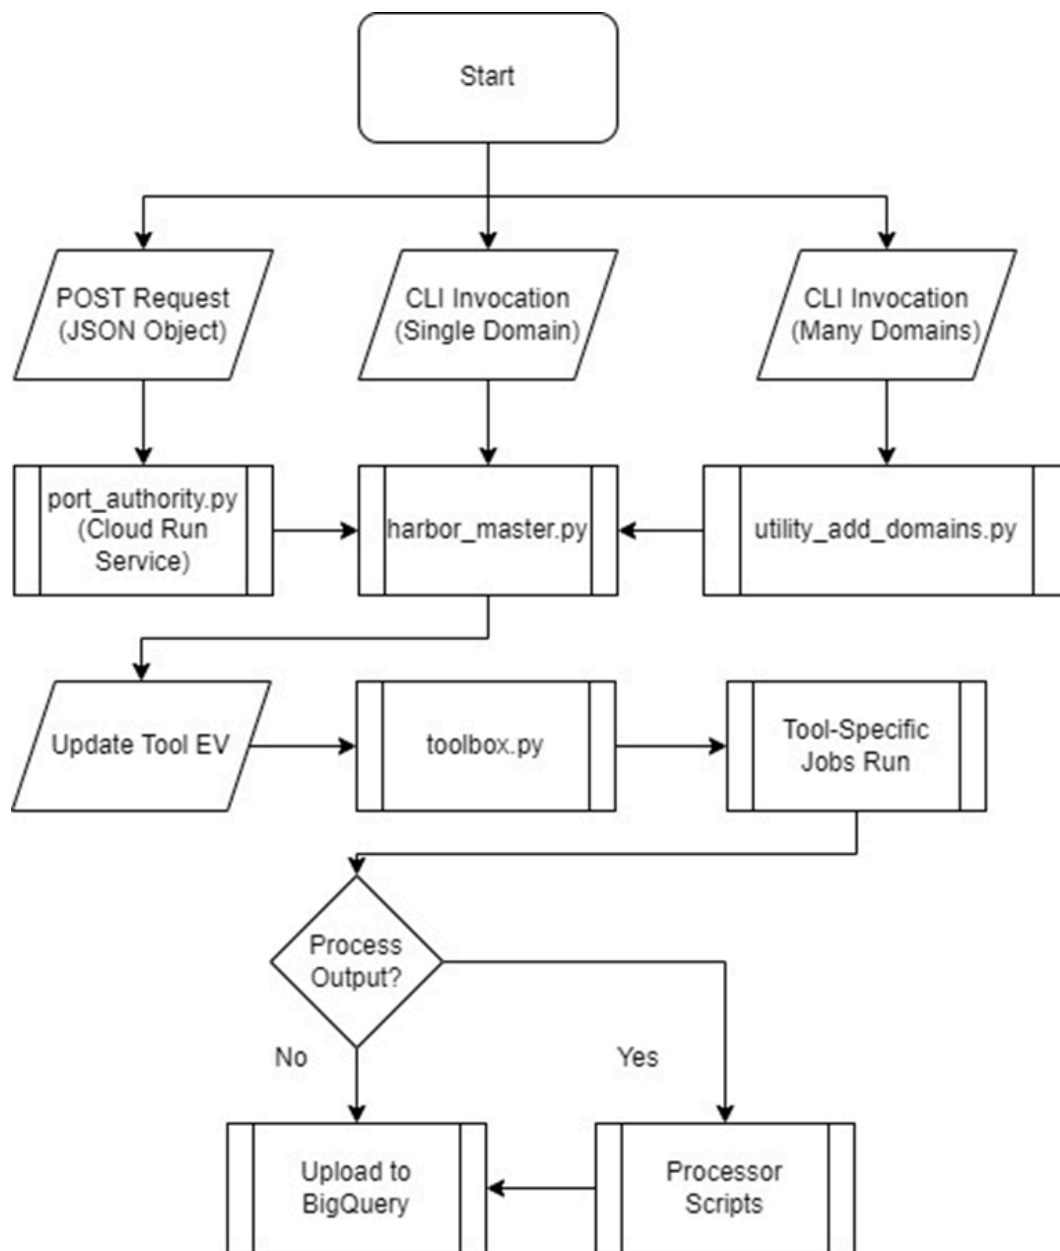 Start
POST Request
(JSON Object)
CLI Invocation
(Single Domain)
CLI Invocation
(Many Domains)
port_authority.py
(Cloud Run
Service)
harbor_master.py
utility_add_domains.py
Update Tool EV
toolbox.py
Tool-Specific
Jobs Run
Process
Output?
No
Yes
Upload to
BigQuery
Processor
Scripts